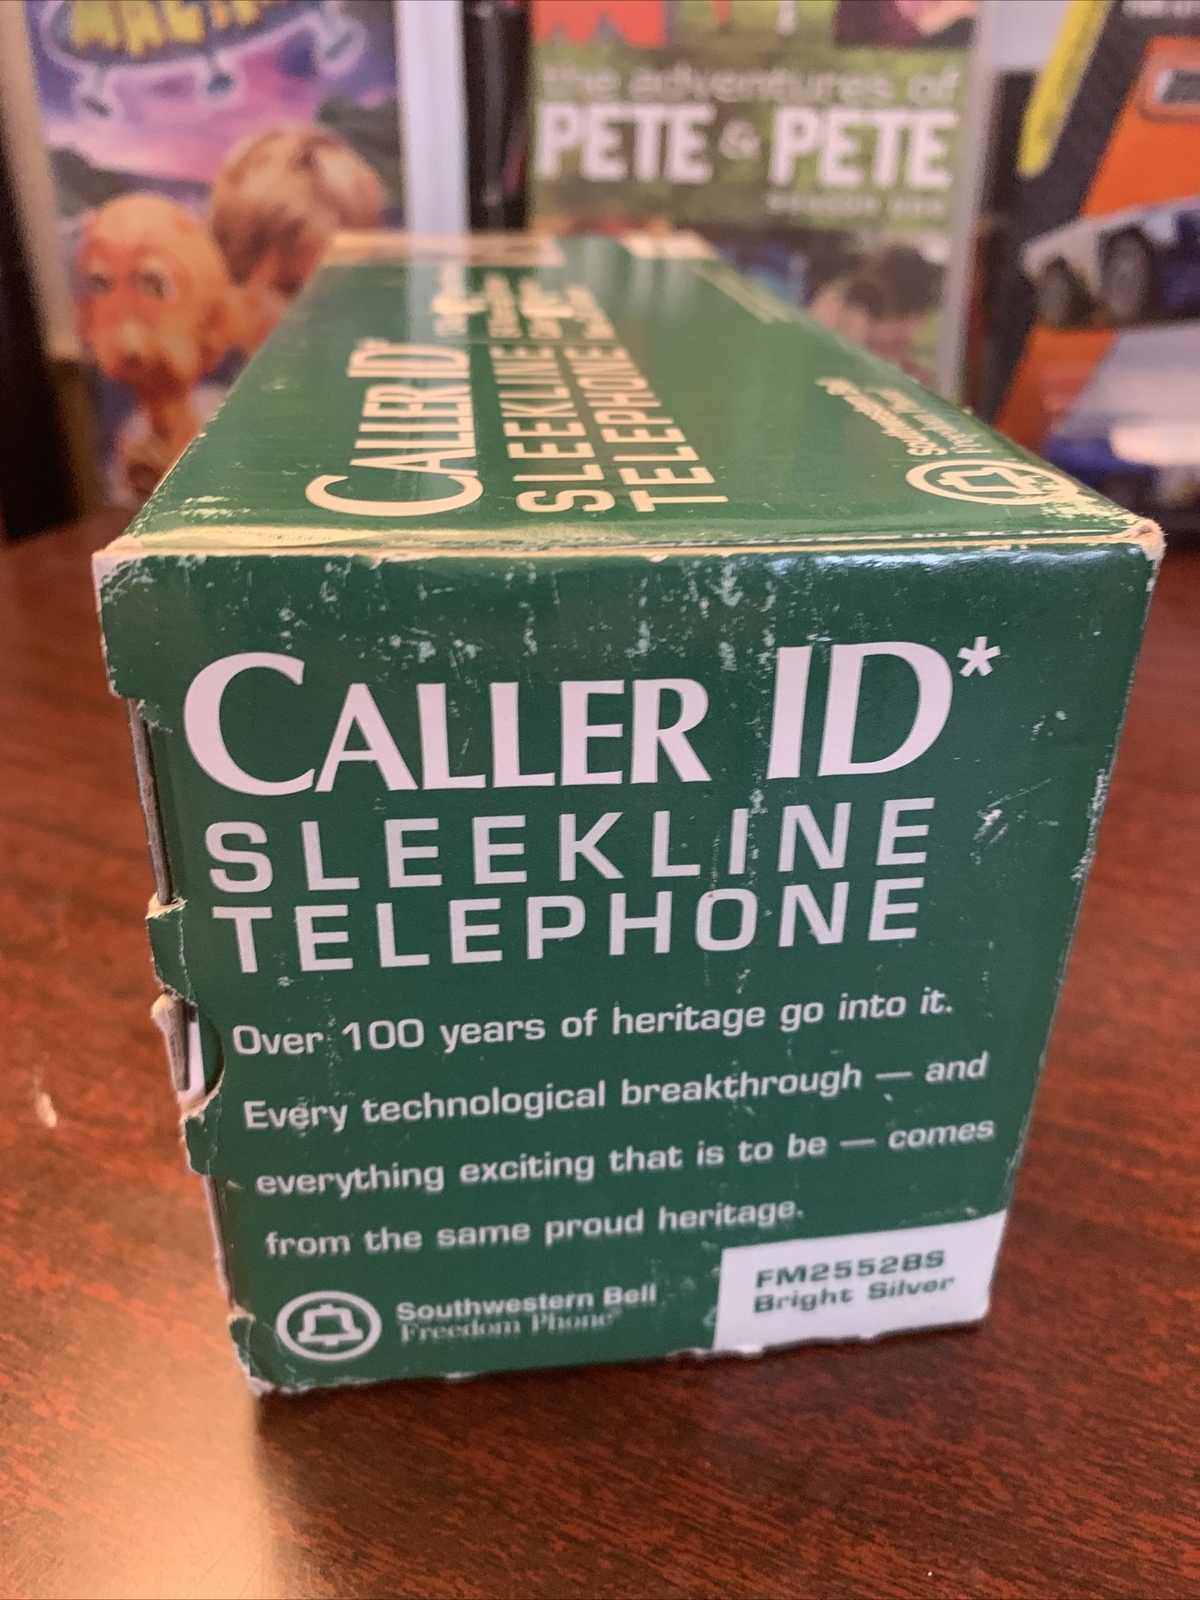 the adventures of
PETE & PETE
CALLER ID*
SLEEKLINE
TELEPHONE
Southwestern Bell
CALLER ID*
SLEEKLINE
TELEPHONE
Over 100 years of heritage go into it.
Every technological breakthrough — and
everything exciting that is to be — comes
from the same proud heritage.
Southwestern Bell
Freedom Phone®
FM2552BS
Bright Silver